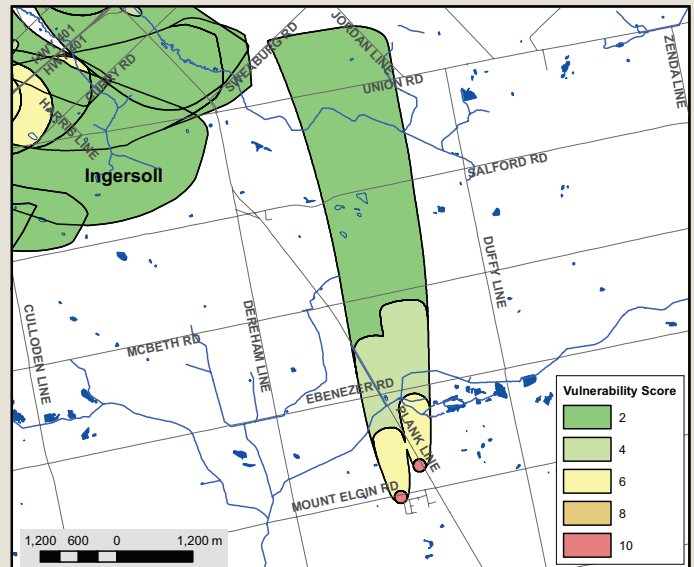 HWY 401
HWY 401
CURRY RD
HARRIS LINE
SWEABURG RD
JORDAN LINE
UNION RD
ZENDA LINE
SALFORD RD
Ingersoll
DUFFY LINE
CULLODEN LINE
DEREHAM LINE
MCBETH RD
EBENEZER RD
PLANK LINE
MOUNT ELGIN RD
Vulnerability Score
2
4
6
8
10
1,200 600 0 1,200 m